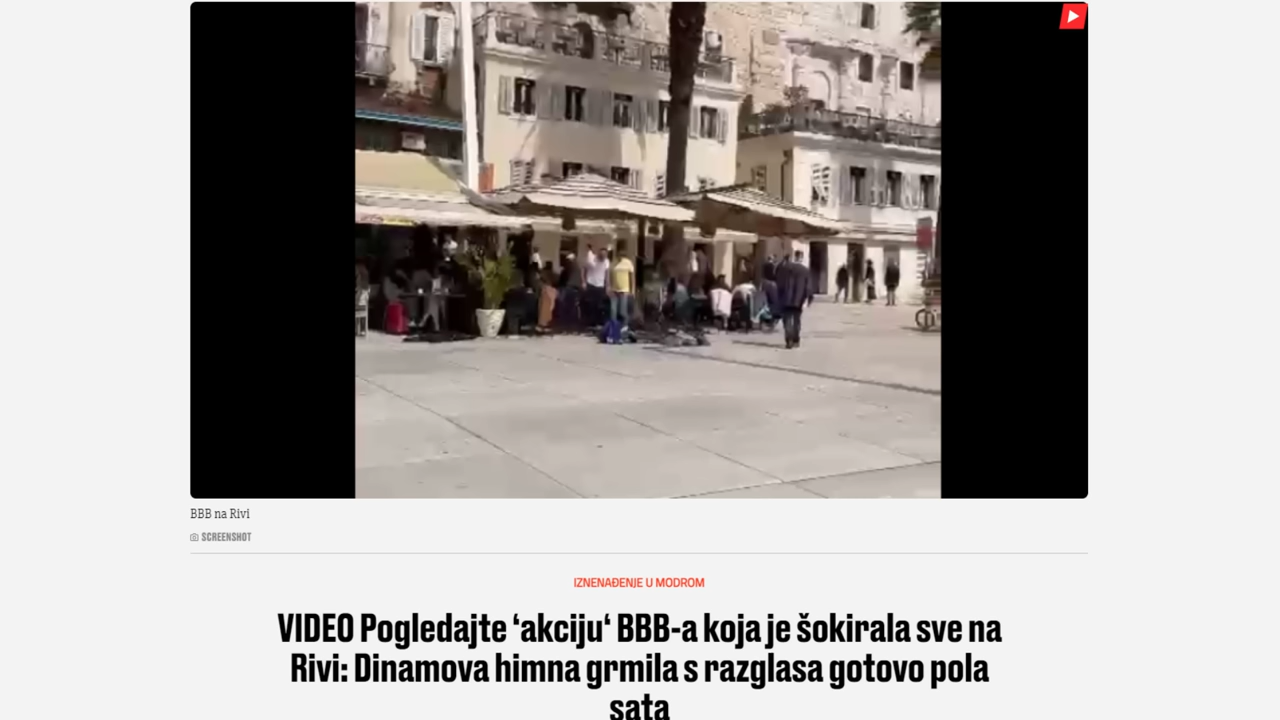 BBB na Rivi
SCREENSHOT
IZNENAĐENJE U MODROM
VIDEO Pogledajte ‘akciju‘ BBB-a koja je šokirala sve na
Rivi: Dinamova himna grmila s razglasa gotovo pola
sata